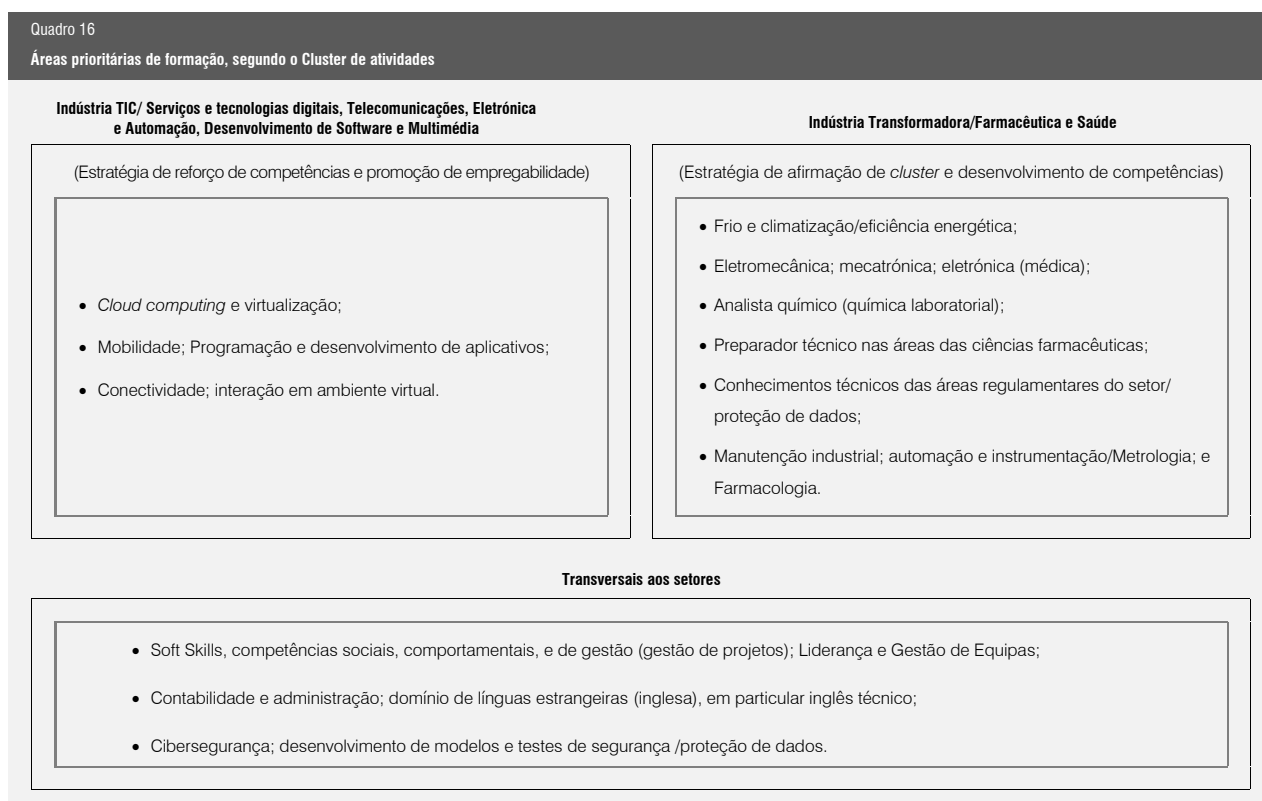 Quadro 16
Áreas prioritárias de formação, segundo o Cluster de atividades
Indústria TIC/ Serviços e tecnologias digitais, Telecomunicações, Eletrónica
e Automação, Desenvolvimento de Software e Multimédia
(Estratégia de reforço de competências e promoção de empregabilidade)
• Cloud computing e virtualização;
• Mobilidade; Programação e desenvolvimento de aplicativos;
• Conectividade; interação em ambiente virtual.
Indústria Transformadora/Farmacêutica e Saúde
(Estratégia de afirmação de cluster e desenvolvimento de competências)
• Frio e climatização/eficiência energética;
• Eletromecânica; mecatrónica; eletrónica (médica);
• Analista químico (química laboratorial);
• Preparador técnico nas áreas das ciências farmacêuticas;
• Conhecimentos técnicos das áreas regulamentares do setor/
proteção de dados;
• Manutenção industrial; automação e instrumentação/Metrologia; e
Farmacologia.
Transversais aos setores
• Soft Skills, competências sociais, comportamentais, e de gestão (gestão de projetos); Liderança e Gestão de Equipas;
• Contabilidade e administração; domínio de línguas estrangeiras (inglesa), em particular inglês técnico;
• Cibersegurança; desenvolvimento de modelos e testes de segurança /proteção de dados.